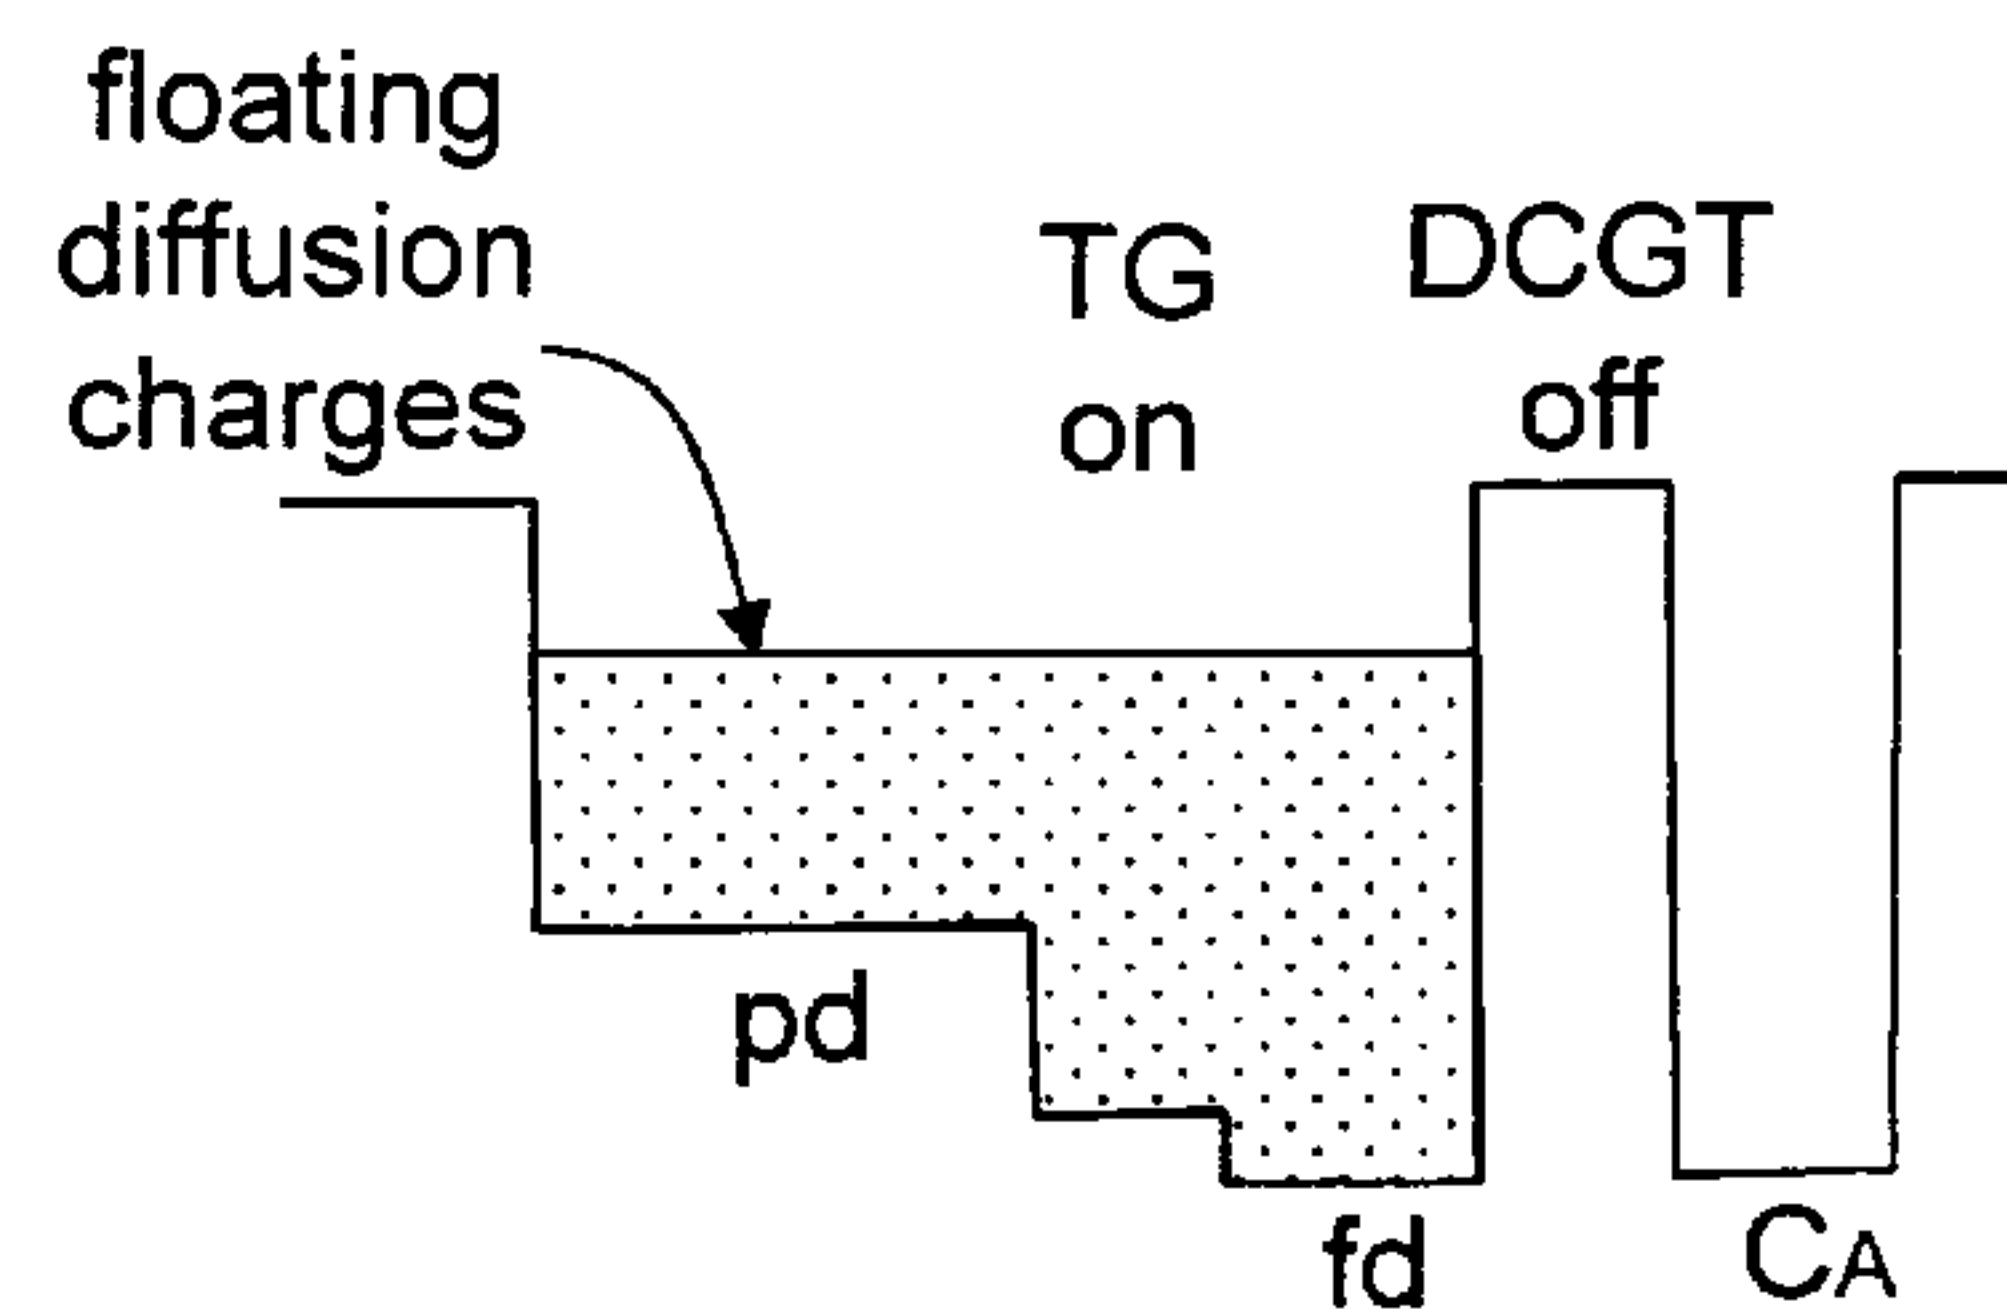 floating
diffusion
charges
TG
on
DCGT
off
pd
fd
CA